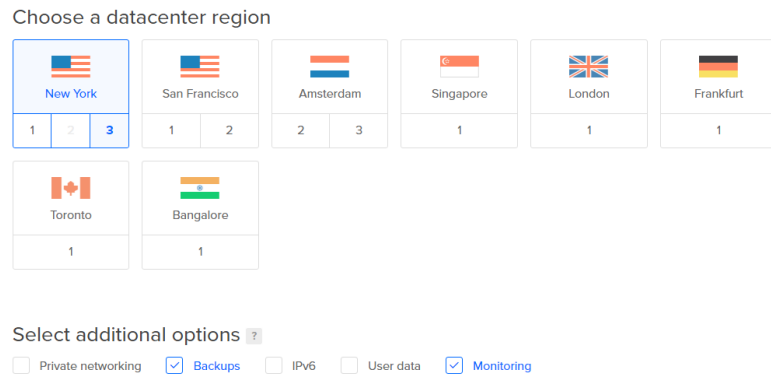 Choose a datacenter region
New York San Francisco Amsterdam Singapore London Frankfurt
1 2 3 1 2 2 3 1 1 1
Toronto Bangalore
1 1
Select additional options ?
Private networking Backups IPv6 User data Monitoring